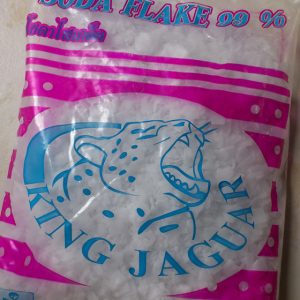 SODA FLAKE 99 %
KING JAGUAR